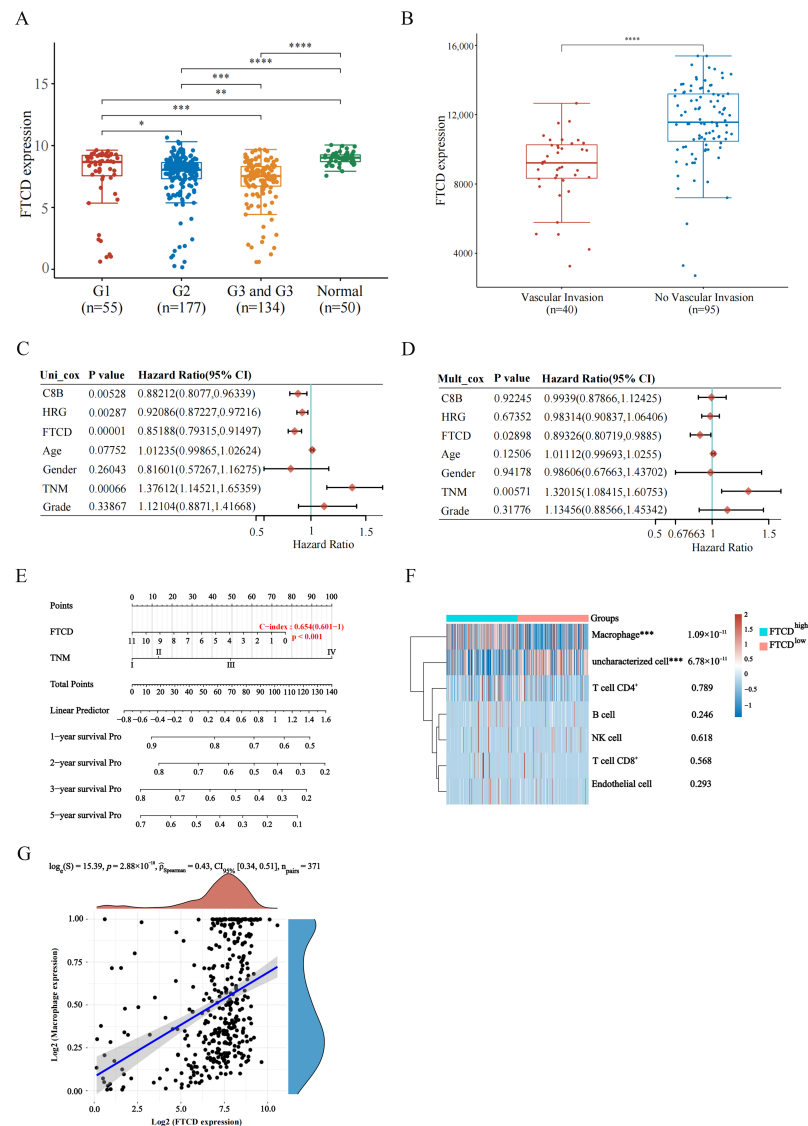 A
FTCD expression
15
10
5
0
****
****
***
**
***
*
G1
(n=55)
G2
(n=177)
G3 and G3
(n=134)
Normal
(n=50)
B
FTCD expression
16,000
12,000
8000
4000
****
Vascular Invasion
(n=40)
No Vascular Invasion
(n=95)
C
Uni_cox P value Hazard Ratio(95% CI)
C8B 0.00528 0.88212(0.8077,0.96339)
HRG 0.00287 0.92086(0.87227,0.97216)
FTCD 0.00001 0.85188(0.79315,0.91497)
Age 0.07752 1.01235(0.99865,1.02624)
Gender 0.26043 0.81601(0.57267,1.16275)
TNM 0.00066 1.37612(1.14521,1.65359)
Grade 0.33867 1.12104(0.8871,1.41668)
0.5 1 1.5
Hazard Ratio
D
Mult_cox P value Hazard Ratio(95% CI)
C8B 0.92245 0.9939(0.87866,1.12425)
HRG 0.67352 0.98314(0.90837,1.06406)
FTCD 0.02898 0.89326(0.80719,0.9885)
Age 0.12506 1.01112(0.99693,1.0255)
Gender 0.94178 0.98606(0.67663,1.43702)
TNM 0.00571 1.32015(1.08415,1.60753)
Grade 0.31776 1.13456(0.88566,1.45342)
0.5 0.67663 1 1.5
Hazard Ratio
E
Points 0 10 20 30 40 50 60 70 80 90 100
C-index : 0.654(0.601-1)
p < 0.001
FTCD 11 10 9 8 7 6 5 4 3 2 1 0
TNM I II III IV
Total Points 0 10 20 30 40 50 60 70 80 90 100 110 120 140
Linear Predictor -0.8 -0.6 -0.4 -0.2 0 0.2 0.4 0.6 0.8 1 1.2 1.4 1.6
1-year survival Pro 0.9 0.8 0.7 0.6 0.5
2-year survival Pro 0.8 0.7 0.6 0.5 0.4 0.3 0.2
3-year survival Pro 0.8 0.7 0.6 0.5 0.4 0.3 0.2
5-year survival Pro 0.7 0.6 0.5 0.4 0.3 0.2 0.1
F
Groups
Macrophage*** 1.09×10⁻¹¹
uncharacterized cell*** 6.78×10⁻¹¹
T cell CD4⁺ 0.789
B cell 0.246
NK cell 0.618
T cell CD8⁺ 0.568
Endothelial cell 0.293
2
1.5
1
0.5
0
-0.5
-1
FTCD high
FTCD low
G
logₑ(S) = 15.39, p = 2.88×10⁻¹⁸, ρ̂Spearman = 0.43, CI95% [0.34, 0.51], npairs = 371
Log2 (Macrophage expression)
1.00
0.75
0.50
0.25
0.00
0.0 2.5 5.0 7.5 10.0
Log2 (FTCD expression)